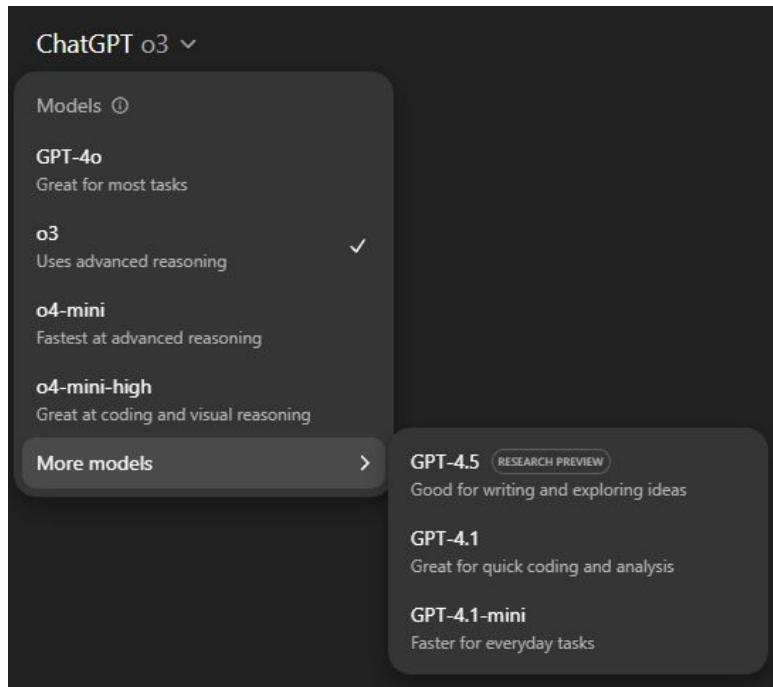 ChatGPT o3
Models
GPT-4o
Great for most tasks
o3
Uses advanced reasoning
o4-mini
Fastest at advanced reasoning
o4-mini-high
Great at coding and visual reasoning
More models
GPT-4.5 RESEARCH PREVIEW
Good for writing and exploring ideas
GPT-4.1
Great for quick coding and analysis
GPT-4.1-mini
Faster for everyday tasks